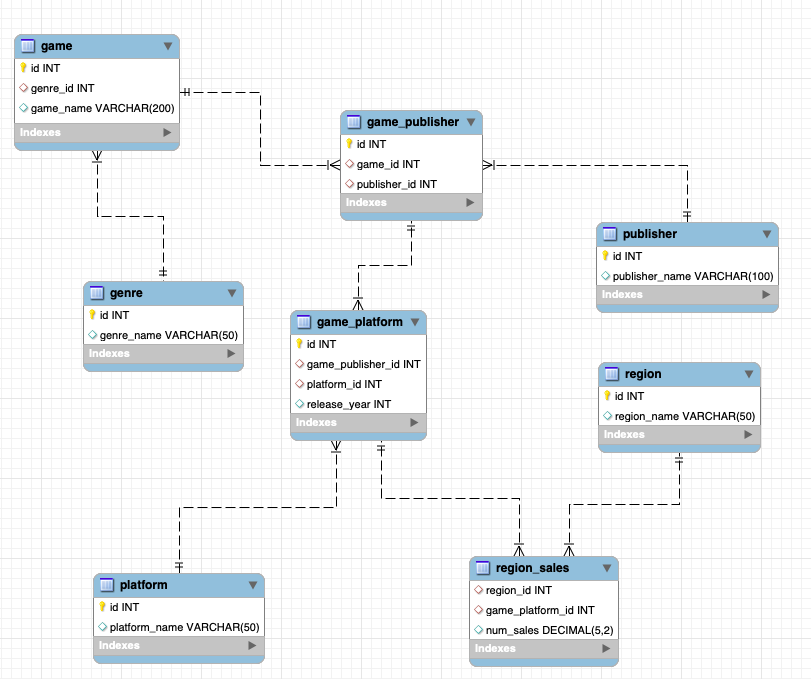 game
id INT
genre_id INT
game_name VARCHAR(200)
Indexes
game_publisher
id INT
game_id INT
publisher_id INT
Indexes
publisher
id INT
publisher_name VARCHAR(100)
Indexes
genre
id INT
genre_name VARCHAR(50)
Indexes
game_platform
id INT
game_publisher_id INT
platform_id INT
release_year INT
Indexes
region
id INT
region_name VARCHAR(50)
Indexes
platform
id INT
platform_name VARCHAR(50)
Indexes
region_sales
region_id INT
game_platform_id INT
num_sales DECIMAL(5,2)
Indexes